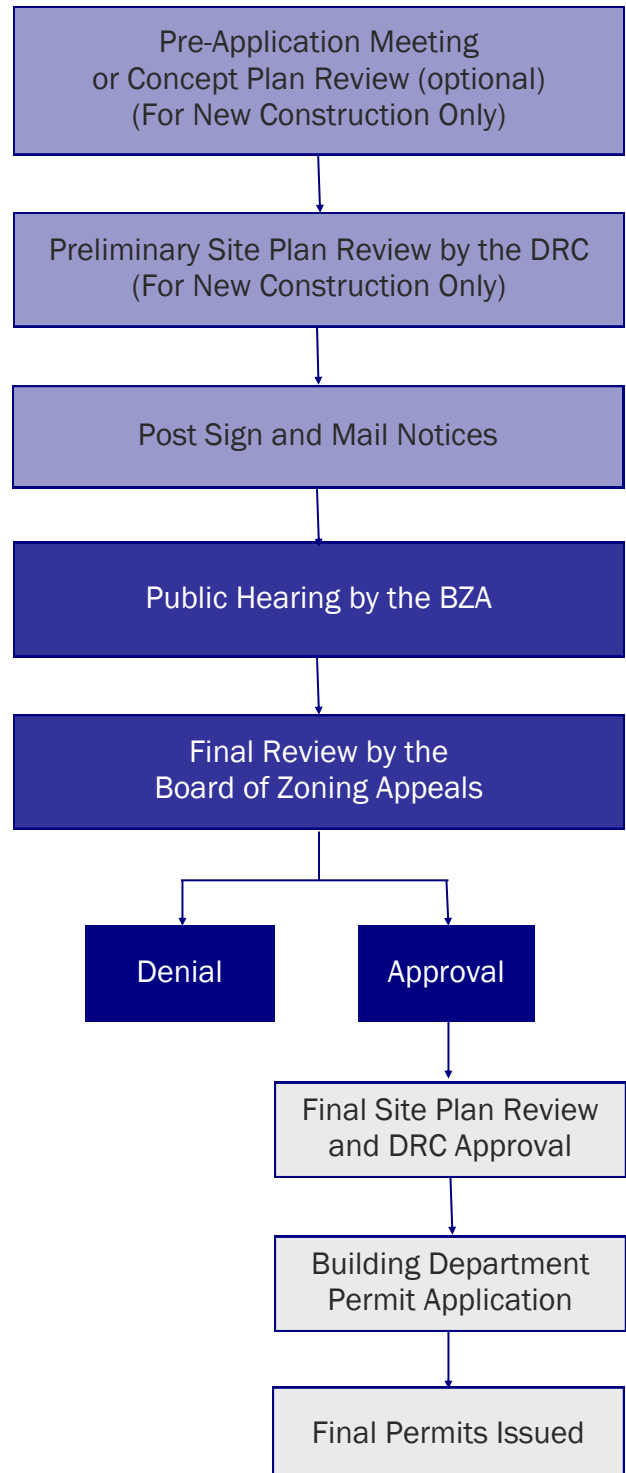 Pre-Application Meeting
or Concept Plan Review (optional)
(For New Construction Only)
Preliminary Site Plan Review by the DRC
(For New Construction Only)
Post Sign and Mail Notices
Public Hearing by the BZA
Final Review by the
Board of Zoning Appeals
Denial
Approval
Final Site Plan Review
and DRC Approval
Building Department
Permit Application
Final Permits Issued